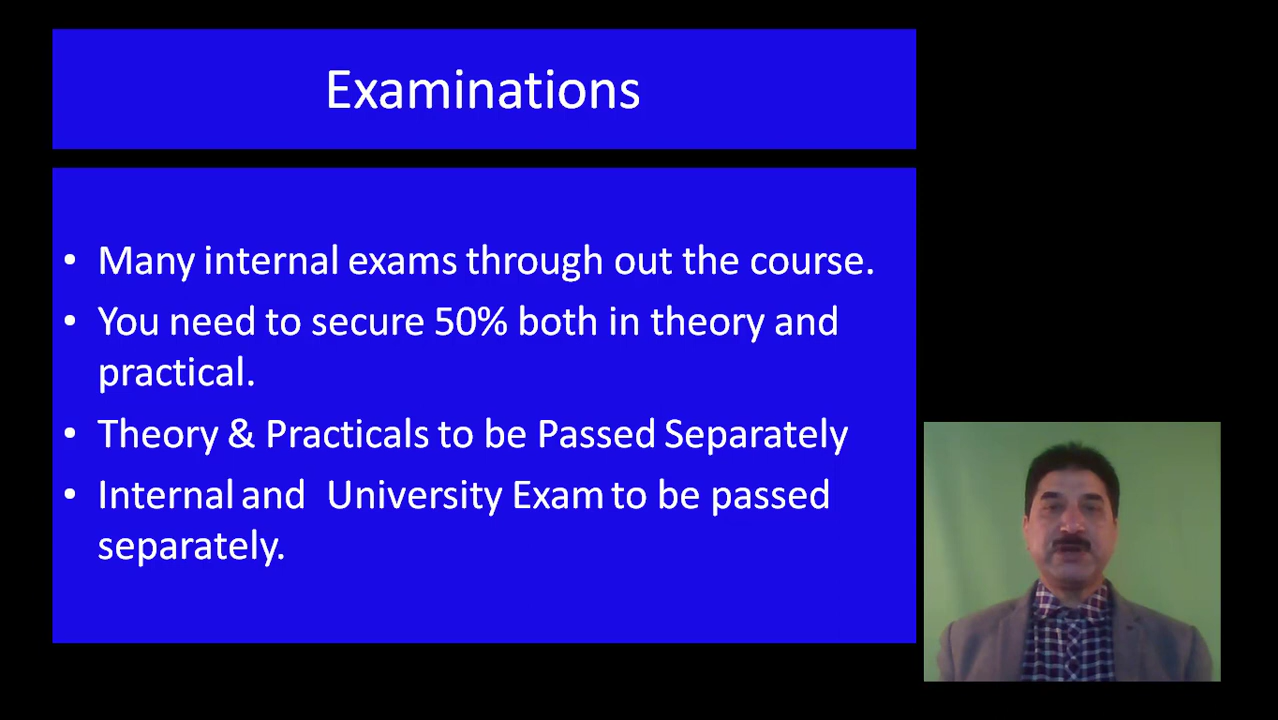 Examinations
• Many internal exams through out the course.
• You need to secure 50% both in theory and
practical.
• Theory & Practicals to be Passed Separately
• Internal and University Exam to be passed
separately.